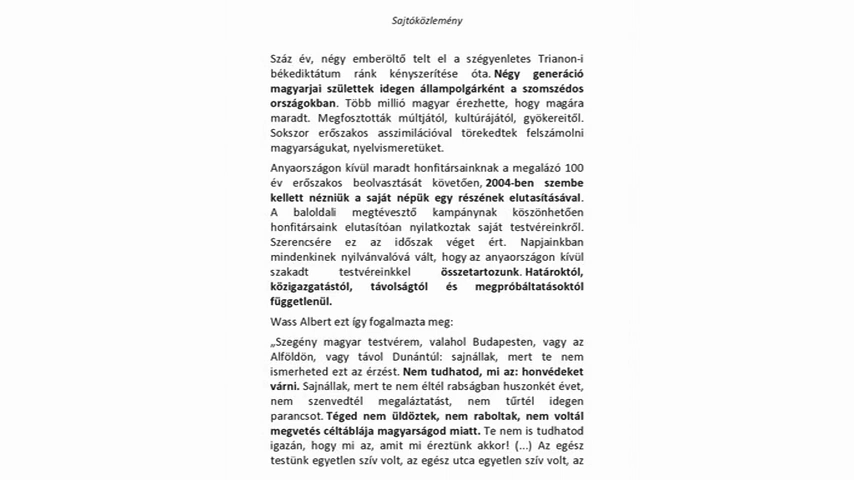 Sajtóközlemény
Száz év, négy emberöltő telt el a szégyenletes Trianon-i
békediktátum ránk kényszerítése óta. Négy generáció
magyarjai születtek idegen állampolgárként a szomszédos
országokban. Több millió magyar érezhette, hogy magára
maradt. Megfosztották múltjától, kultúrájától, gyökereitől.
Sokszor erőszakos asszimilációval törekedtek felszámolni
magyarságukat, nyelvismeretüket.
Anyaországon kívül maradt honfitársainknak a megalázó 100
év erőszakos beolvasztását követően, 2004-ben szembe
kellett nézniük a saját népük egy részének elutasításával.
A baloldali megtévesztő kampánynak köszönhetően
honfitársaink elutasítóan nyilatkoztak saját testvéreinkről.
Szerencsére ez az időszak véget ért. Napjainkban
mindenkinek nyilvánvalóvá vált, hogy az anyaországon kívül
szakadt testvéreinkkel összetartozunk. Határoktól,
közigazgatástól, távolságtól és megpróbáltatásoktól
függetlenül.
Wass Albert ezt így fogalmazta meg:
„Szegény magyar testvérem, valahol Budapesten, vagy az
Alföldön, vagy távol Dunántúl: sajnállak, mert te nem
ismerheted ezt az érzést. Nem tudhatod, mi az: honvédeket
várni. Sajnállak, mert te nem éltél rabságban huszonkét évet,
nem szenvedtél megaláztatást, nem tűrtél idegen
parancsot. Téged nem üldöztek, nem raboltak, nem voltál
megvetés céltáblája magyarságod miatt. Te nem is tudhatod
igazán, hogy mi az, amit mi éreztünk akkor! (...) Az egész
testünk egyetlen szív volt, az egész utca egyetlen szív volt, az